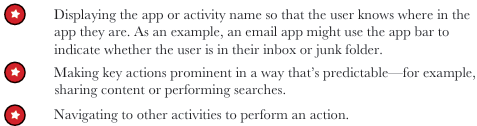 Displaying the app or activity name so that the user knows where in the
app they are. As an example, an email app might use the app bar to
indicate whether the user is in their inbox or junk folder.
Making key actions prominent in a way that's predictable—for example,
sharing content or performing searches.
Navigating to other activities to perform an action.